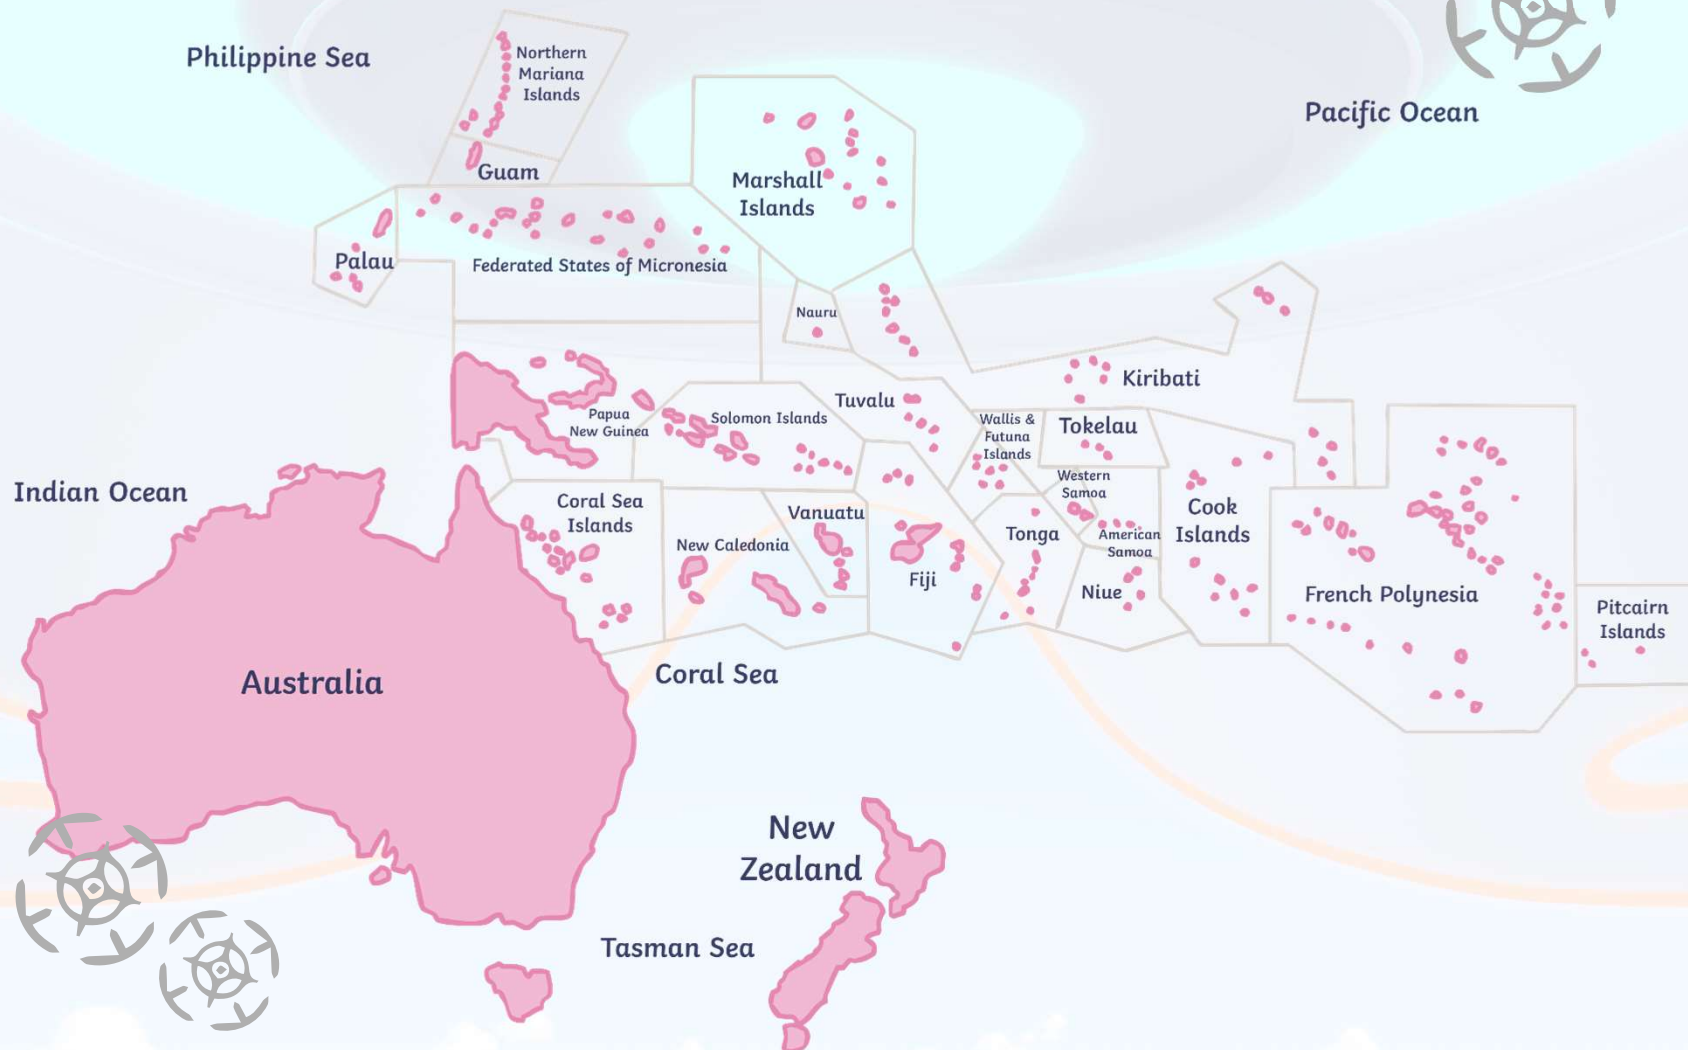 Philippine Sea
Northern
Mariana
Islands
Pacific Ocean
Guam
Marshall
Islands
Palau
Federated States of Micronesia
Nauru
Kiribati
Tuvalu
Papua
New Guinea
Solomon Islands
Wallis &
Futuna
Islands
Tokelau
Indian Ocean
Coral Sea
Islands
Vanuatu
New Caledonia
Fiji
Tonga
Western
Samoa
American
Samoa
Niue
Cook
Islands
French Polynesia
Pitcairn
Islands
Australia
Coral Sea
New
Zealand
Tasman Sea